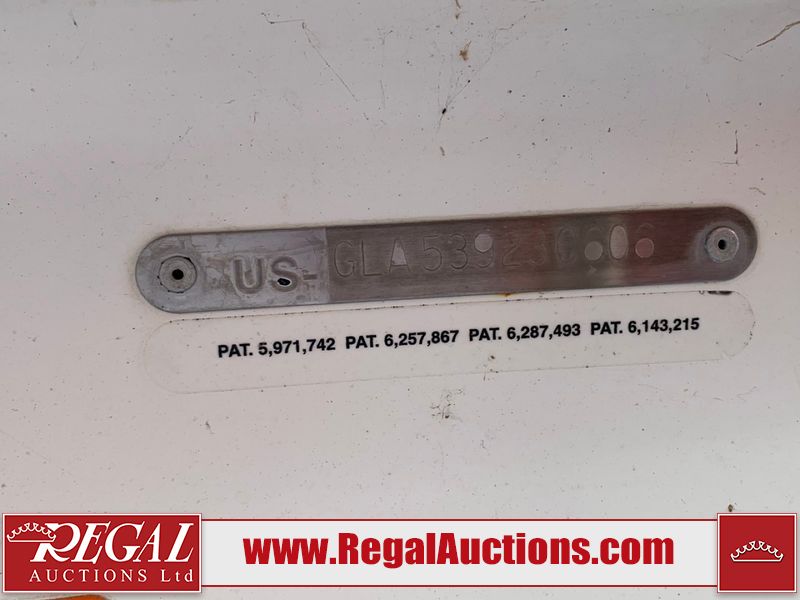 US-GLA53923C606
PAT. 5,971,742 PAT. 6,257,867 PAT. 6,287,493 PAT. 6,143,215
REGAL
AUCTIONS Ltd
www.RegalAuctions.com